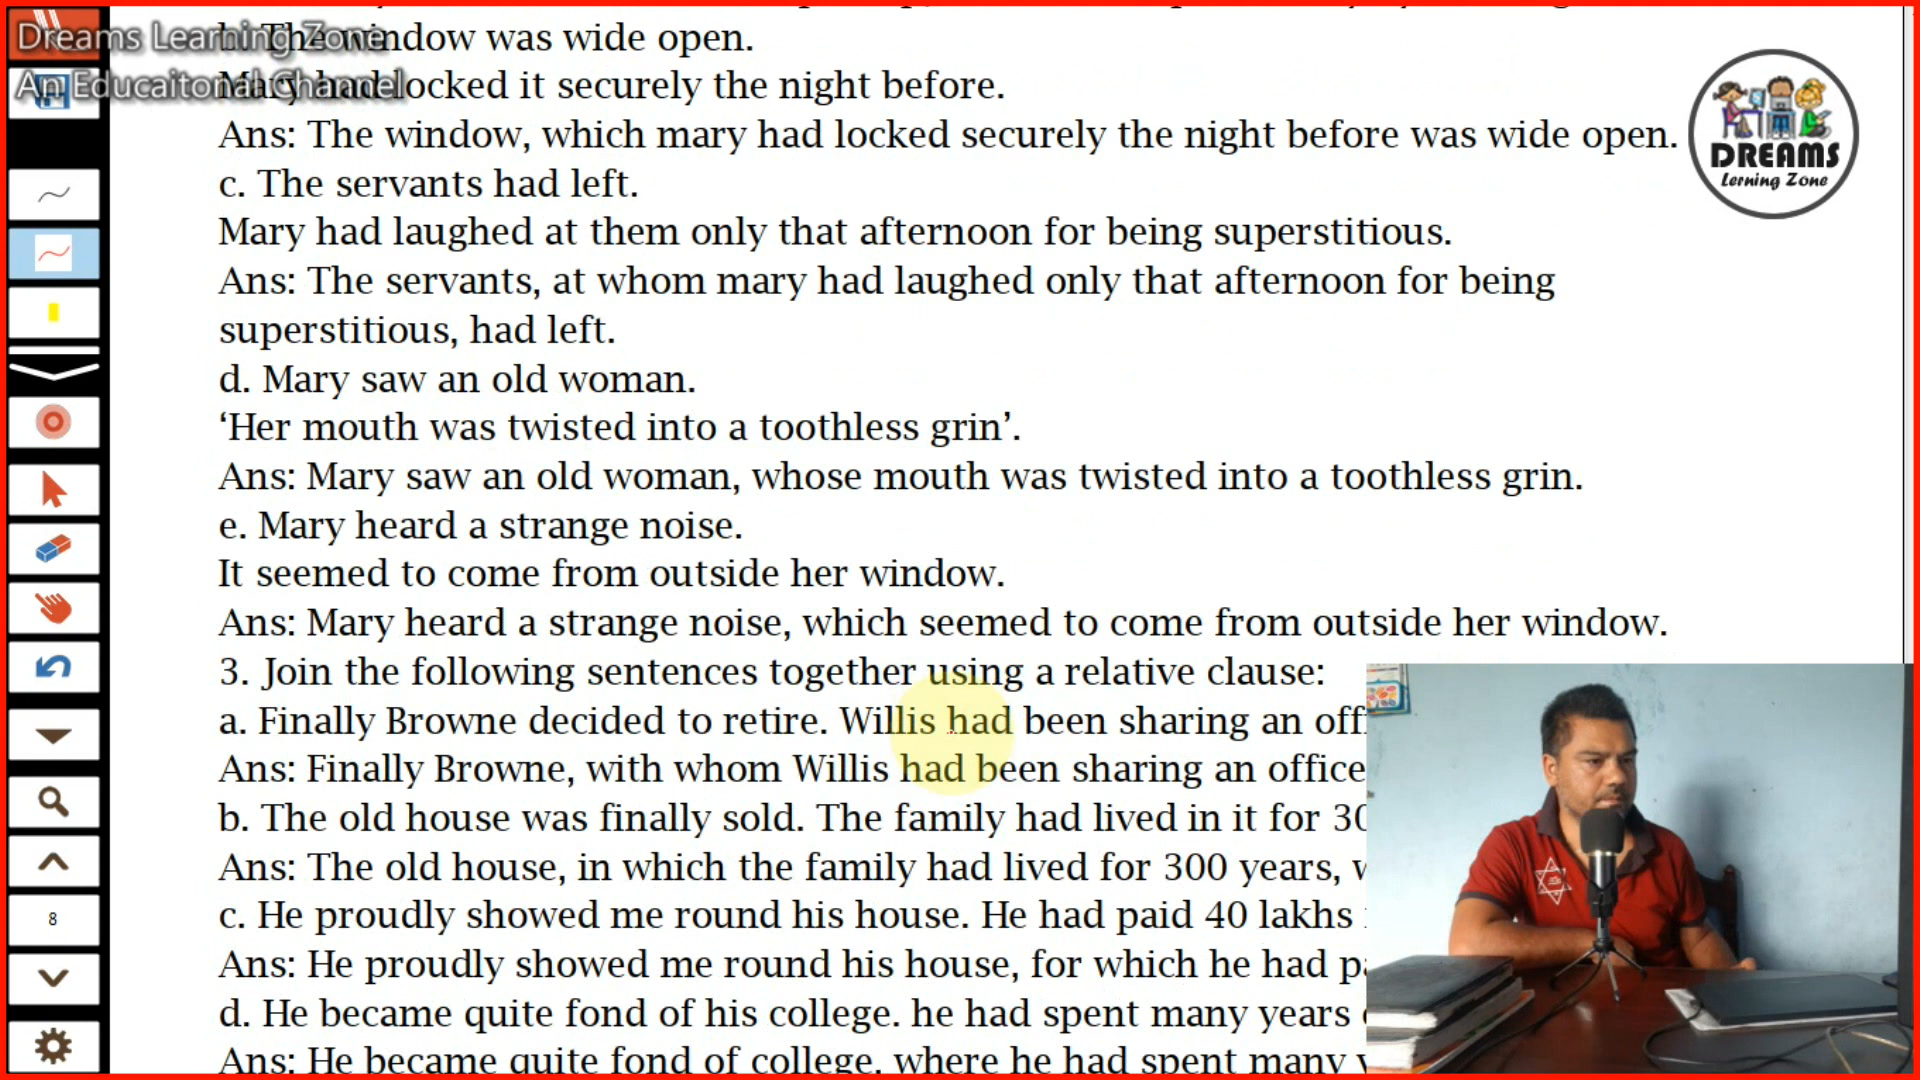 Dreams Learning Zone
An Educaitonal Channel
b. The window was wide open.
Mary had locked it securely the night before.
Ans: The window, which mary had locked securely the night before was wide open.
c. The servants had left.
Mary had laughed at them only that afternoon for being superstitious.
Ans: The servants, at whom mary had laughed only that afternoon for being
superstitious, had left.
d. Mary saw an old woman.
‘Her mouth was twisted into a toothless grin’.
Ans: Mary saw an old woman, whose mouth was twisted into a toothless grin.
e. Mary heard a strange noise.
It seemed to come from outside her window.
Ans: Mary heard a strange noise, which seemed to come from outside her window.
3. Join the following sentences together using a relative clause:
a. Finally Browne decided to retire. Willis had been sharing an
Ans: Finally Browne, with whom Willis had been sharing an office
b. The old house was finally sold. The family had lived in it for
Ans: The old house, in which the family had lived for 300 years,
c. He proudly showed me round his house. He had paid 40 lakhs
Ans: He proudly showed me round his house, for which he had
d. He became quite fond of his college. he had spent many years
Ans: He became quite fond of college, where he had spent many
DREAMS
Lerning Zone
8